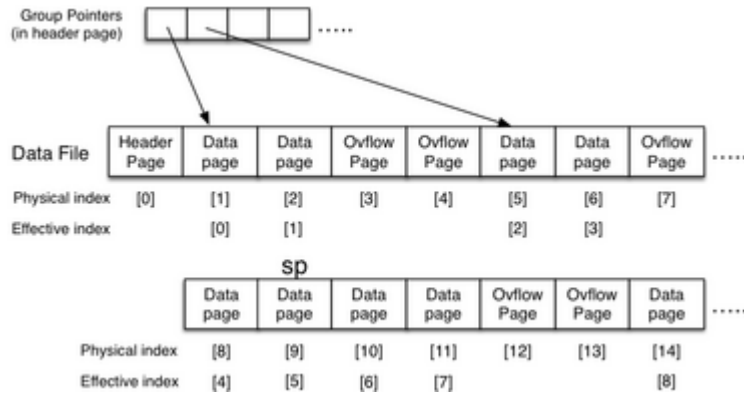 Group Pointers
(in header page)
.....
Data File
Header Page
Data page
Data page
Ovflow Page
Ovflow Page
Data page
Data page
Ovflow Page
.....
Physical index [0] [1] [2] [3] [4] [5] [6] [7]
Effective index [0] [1] [2] [3]
sp
Data page
Data page
Data page
Data page
Ovflow Page
Ovflow Page
Data page
.....
Physical index [8] [9] [10] [11] [12] [13] [14]
Effective index [4] [5] [6] [7] [8]